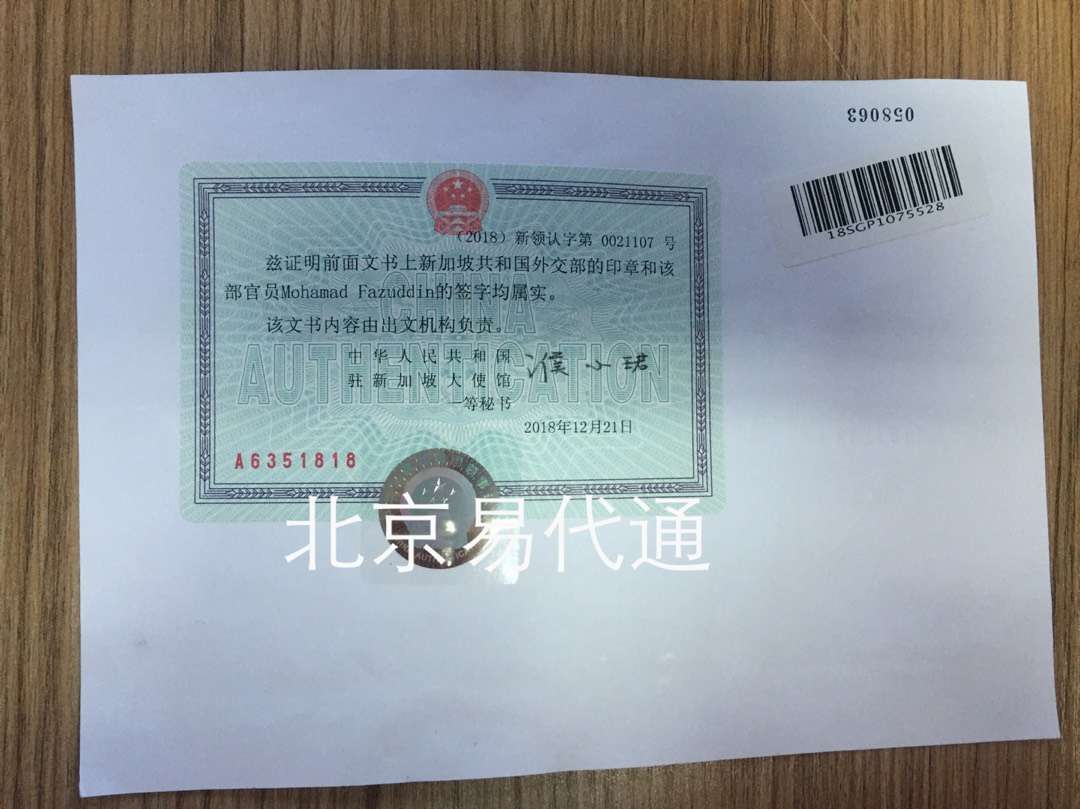 058063
18SGP1075528
(2018) 新领认字第 0021107 号
兹证明前面文书上新加坡共和国外交部的印章和该
部官员Mohamad Fazuddin的签字均属实。
该文书内容由出文机构负责。
CHINA
AUTHENTICATION
中华人民共和国
驻新加坡大使馆
一等秘书
2018年12月21日
A6351818
北京易代通